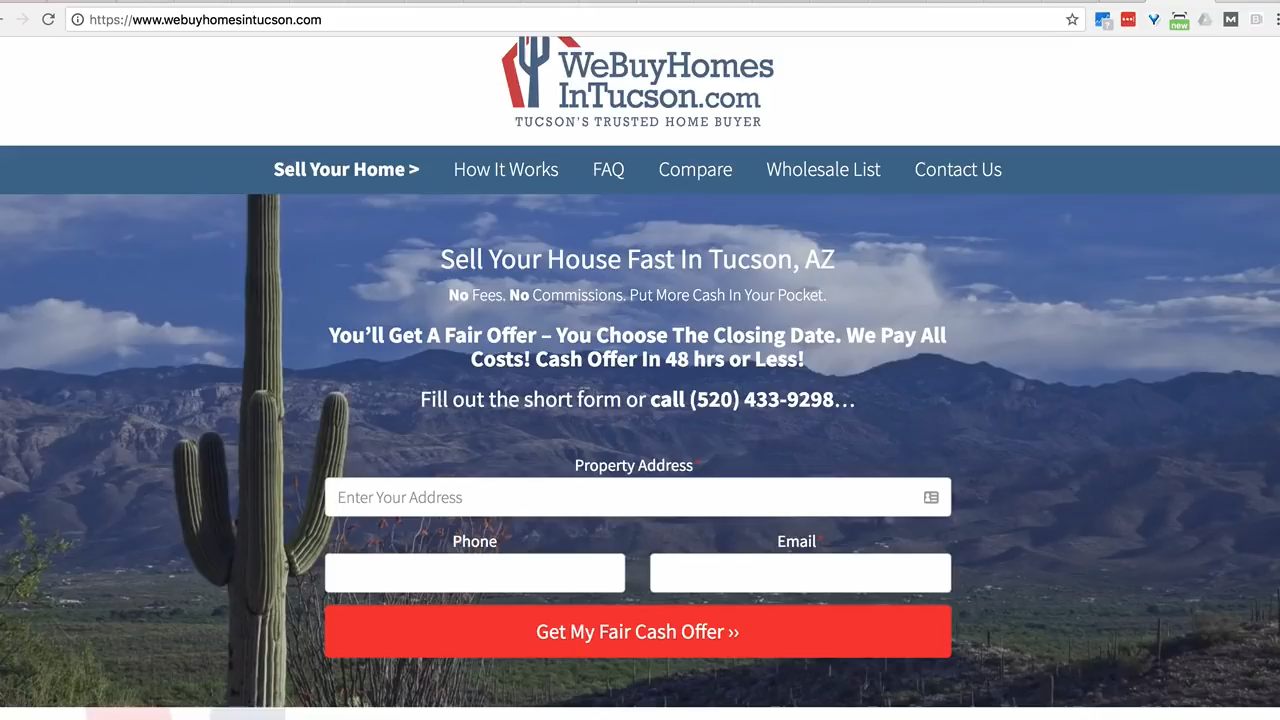 https://www.webuyhomesintucson.com
new
M
WeBuyHomes
InTucson.com
TUCSON'S TRUSTED HOME BUYER
Sell Your Home > How It Works FAQ Compare Wholesale List Contact Us
Sell Your House Fast In Tucson, AZ
No Fees. No Commissions. Put More Cash In Your Pocket.
You’ll Get A Fair Offer – You Choose The Closing Date. We Pay All
Costs! Cash Offer In 48 hrs or Less!
Fill out the short form or call (520) 433-9298…
Property Address *
Enter Your Address
Phone Email *
Get My Fair Cash Offer ››